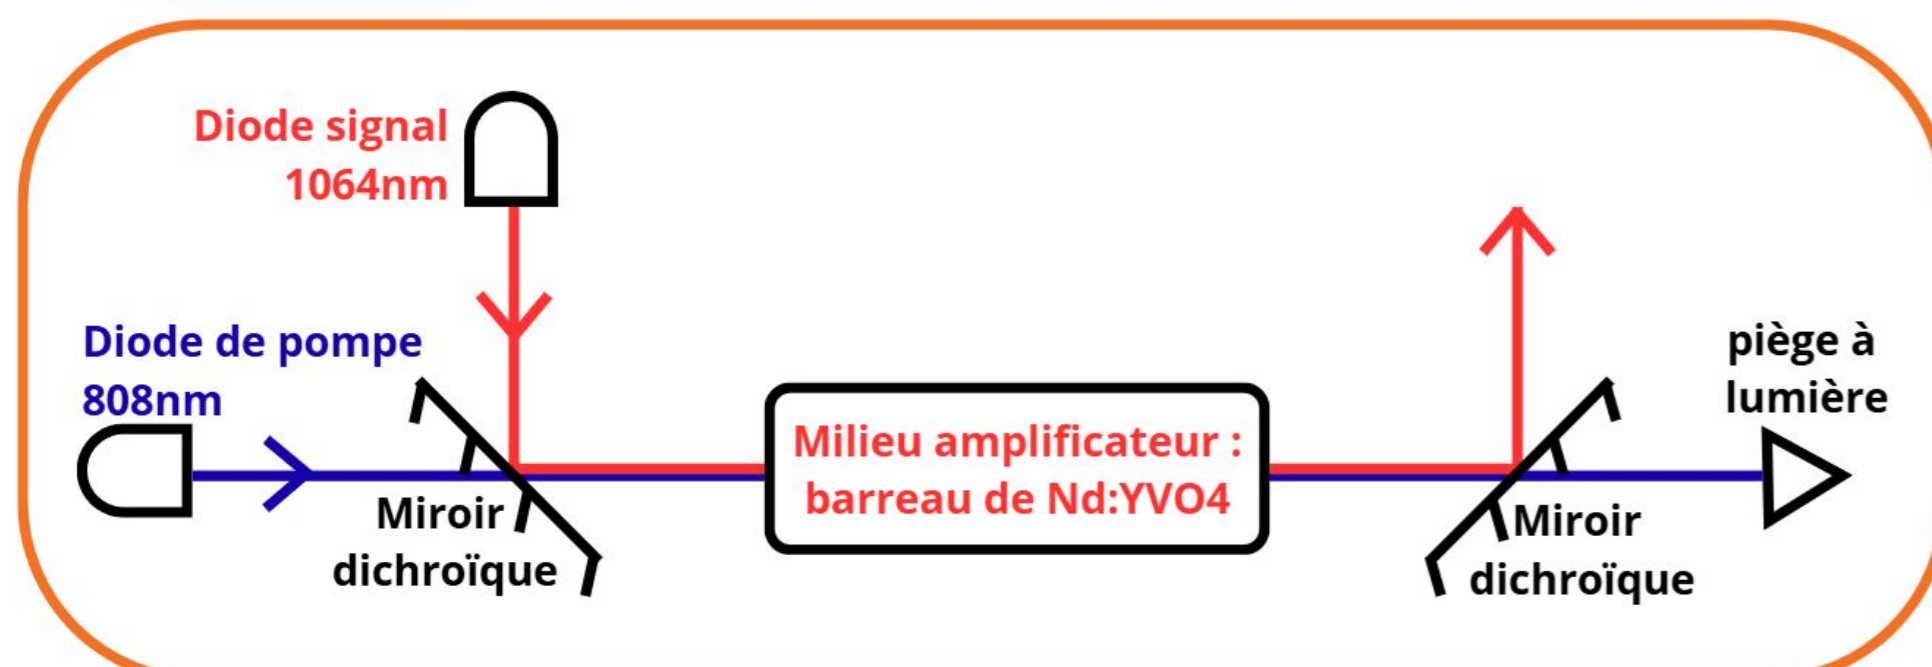 Diode signal
1064nm
Diode de pompe
808nm
Miroir
dichroïque
Milieu amplificateur :
barreau de Nd:YVO4
Miroir
dichroïque
piège à
lumière